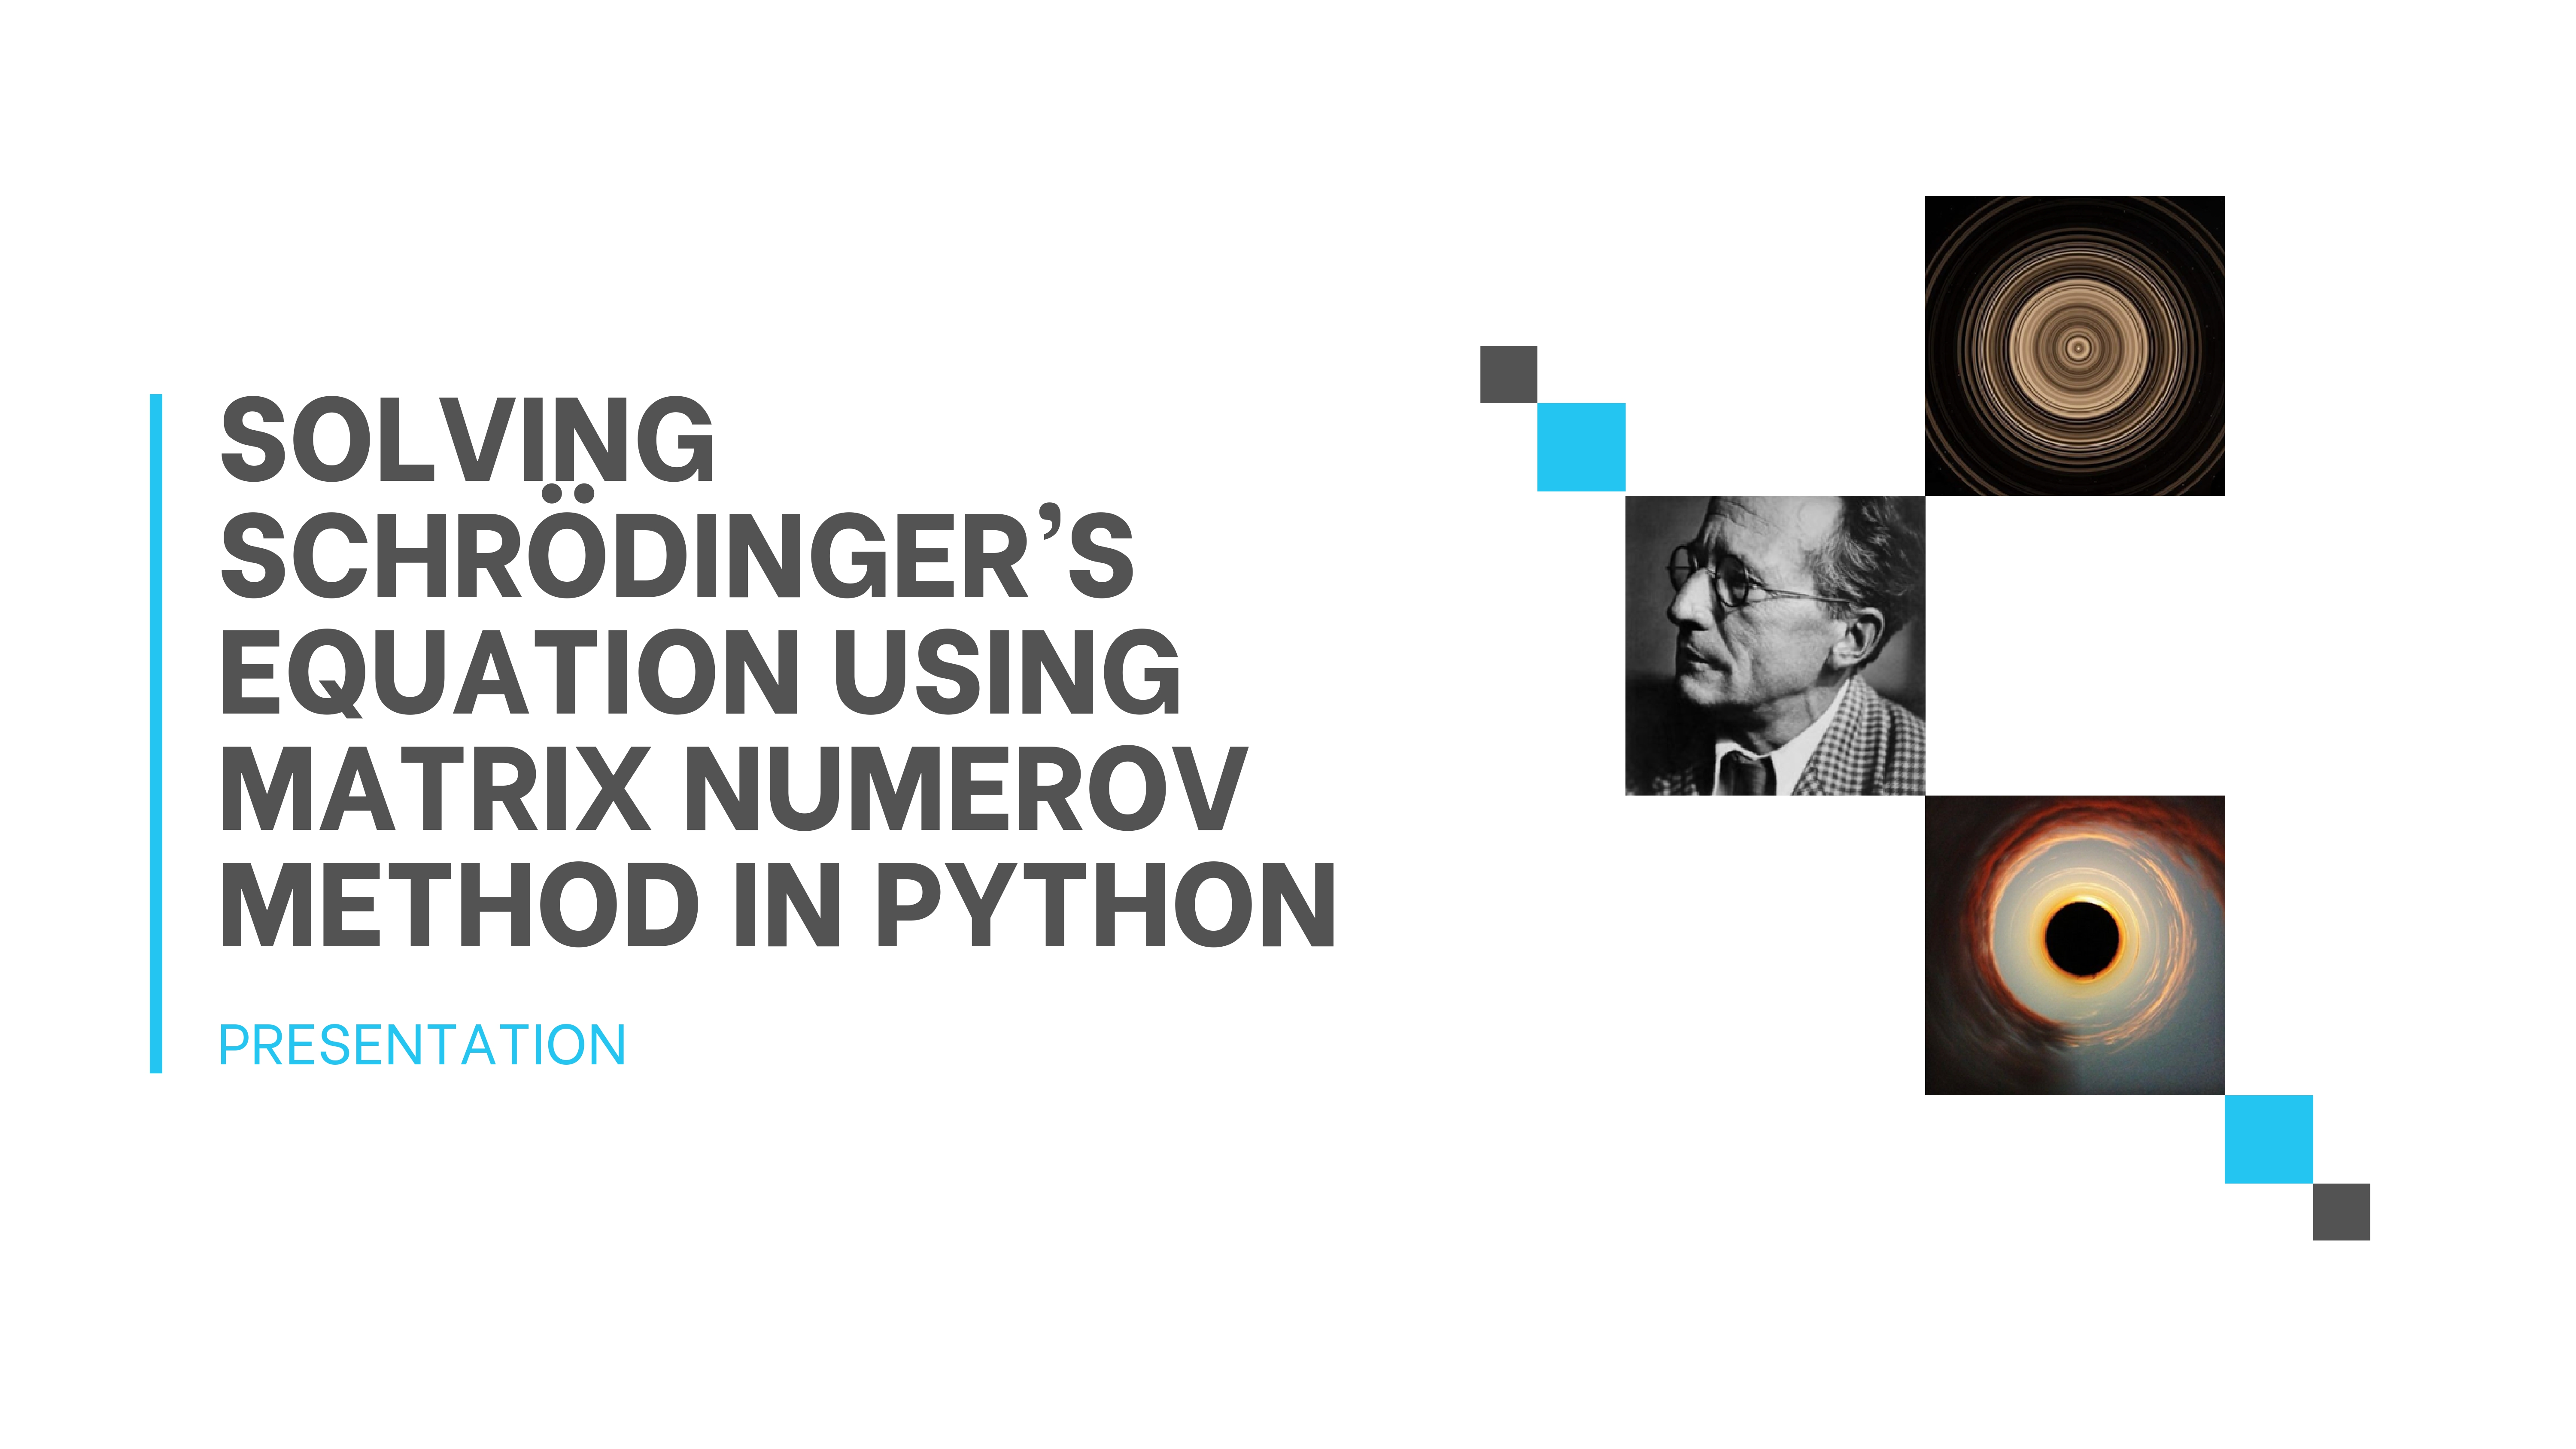 SOLVING
SCHRÖDINGER’S
EQUATION USING
MATRIX NUMEROV
METHOD IN PYTHON
PRESENTATION